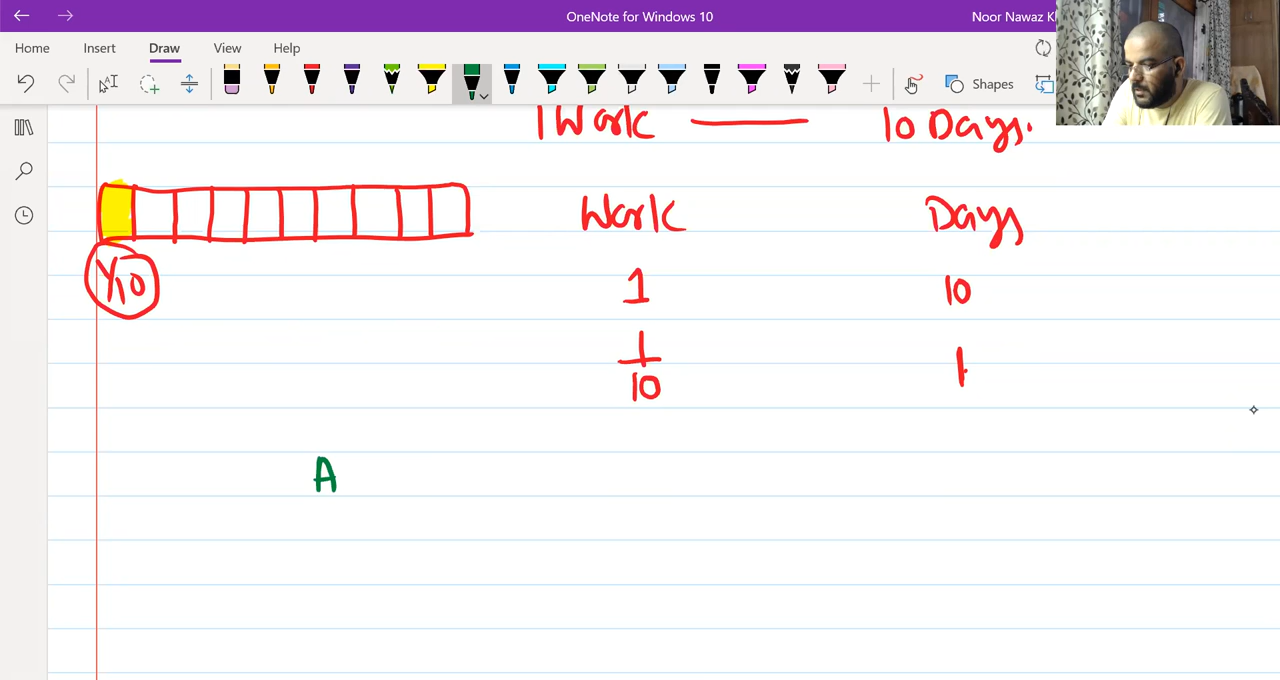 OneNote for Windows 10
Noor Nawaz Kh
Home Insert Draw View Help
Shapes
1 Work — 10 Days.
Work Days
1/10
1 10
1/10 1
A